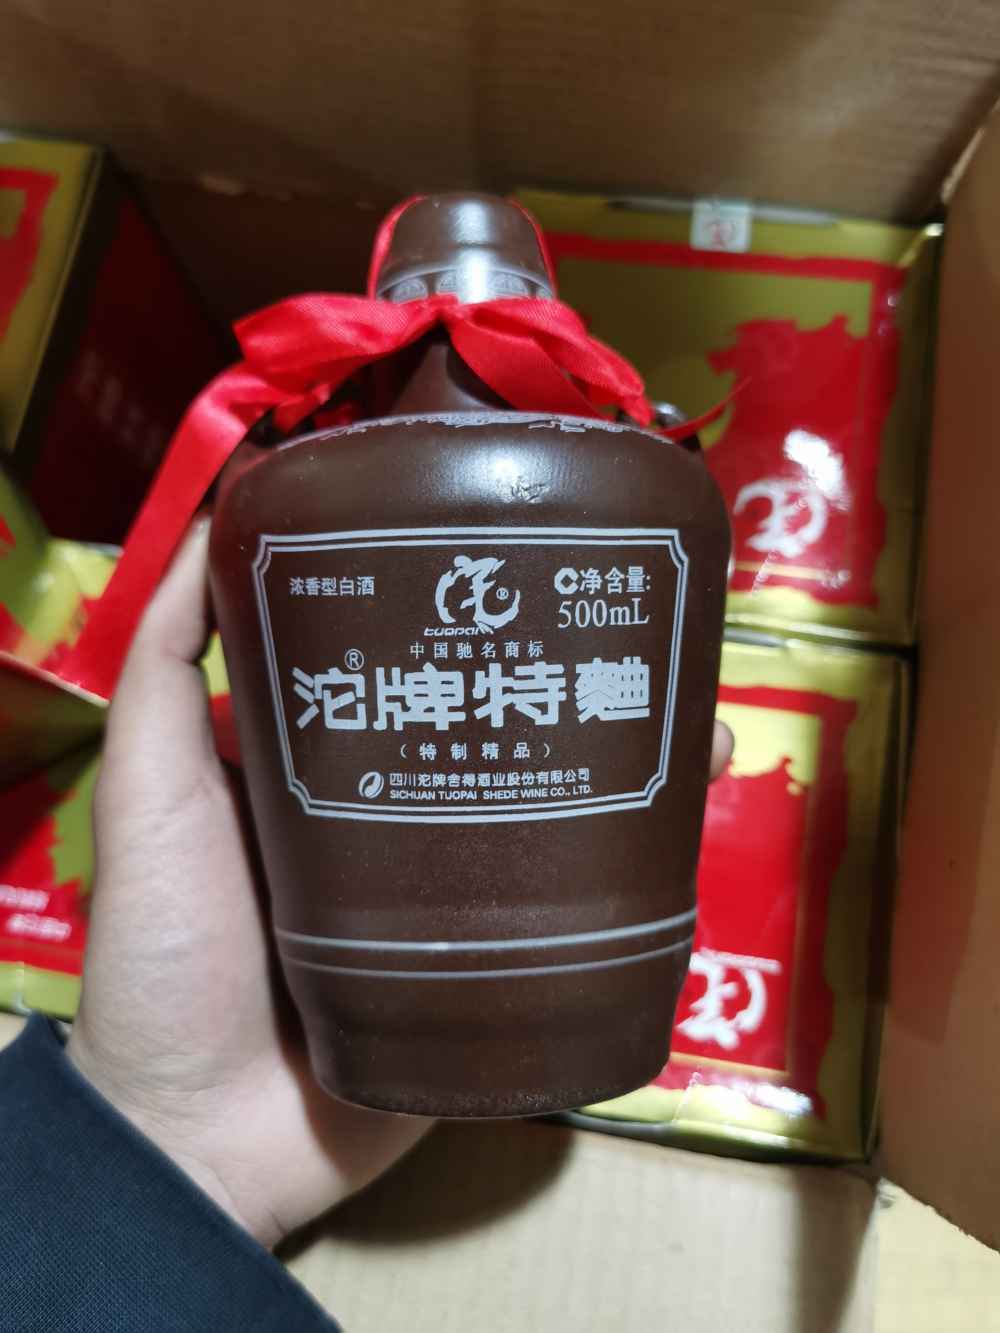 浓香型白酒
沱
®
tuopai
C净含量:
500mL
中国驰名商标
沱®牌特麯
(特制精品)
四川沱牌舍得酒业股份有限公司
SICHUAN TUOPAI SHEDE WINE CO., LTD.